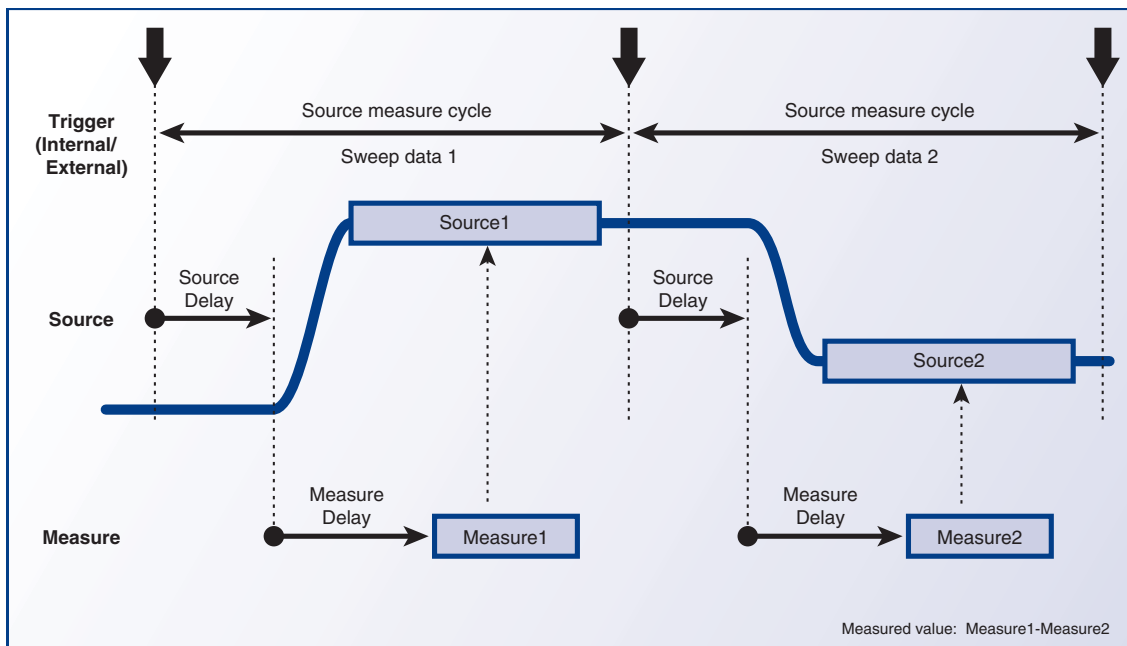 Trigger
(Internal/
External)
Source measure cycle
Sweep data 1
Source measure cycle
Sweep data 2
Source
Source
Delay
Source1
Source
Delay
Source2
Measure
Measure
Delay
Measure1
Measure
Delay
Measure2
Measured value: Measure1-Measure2